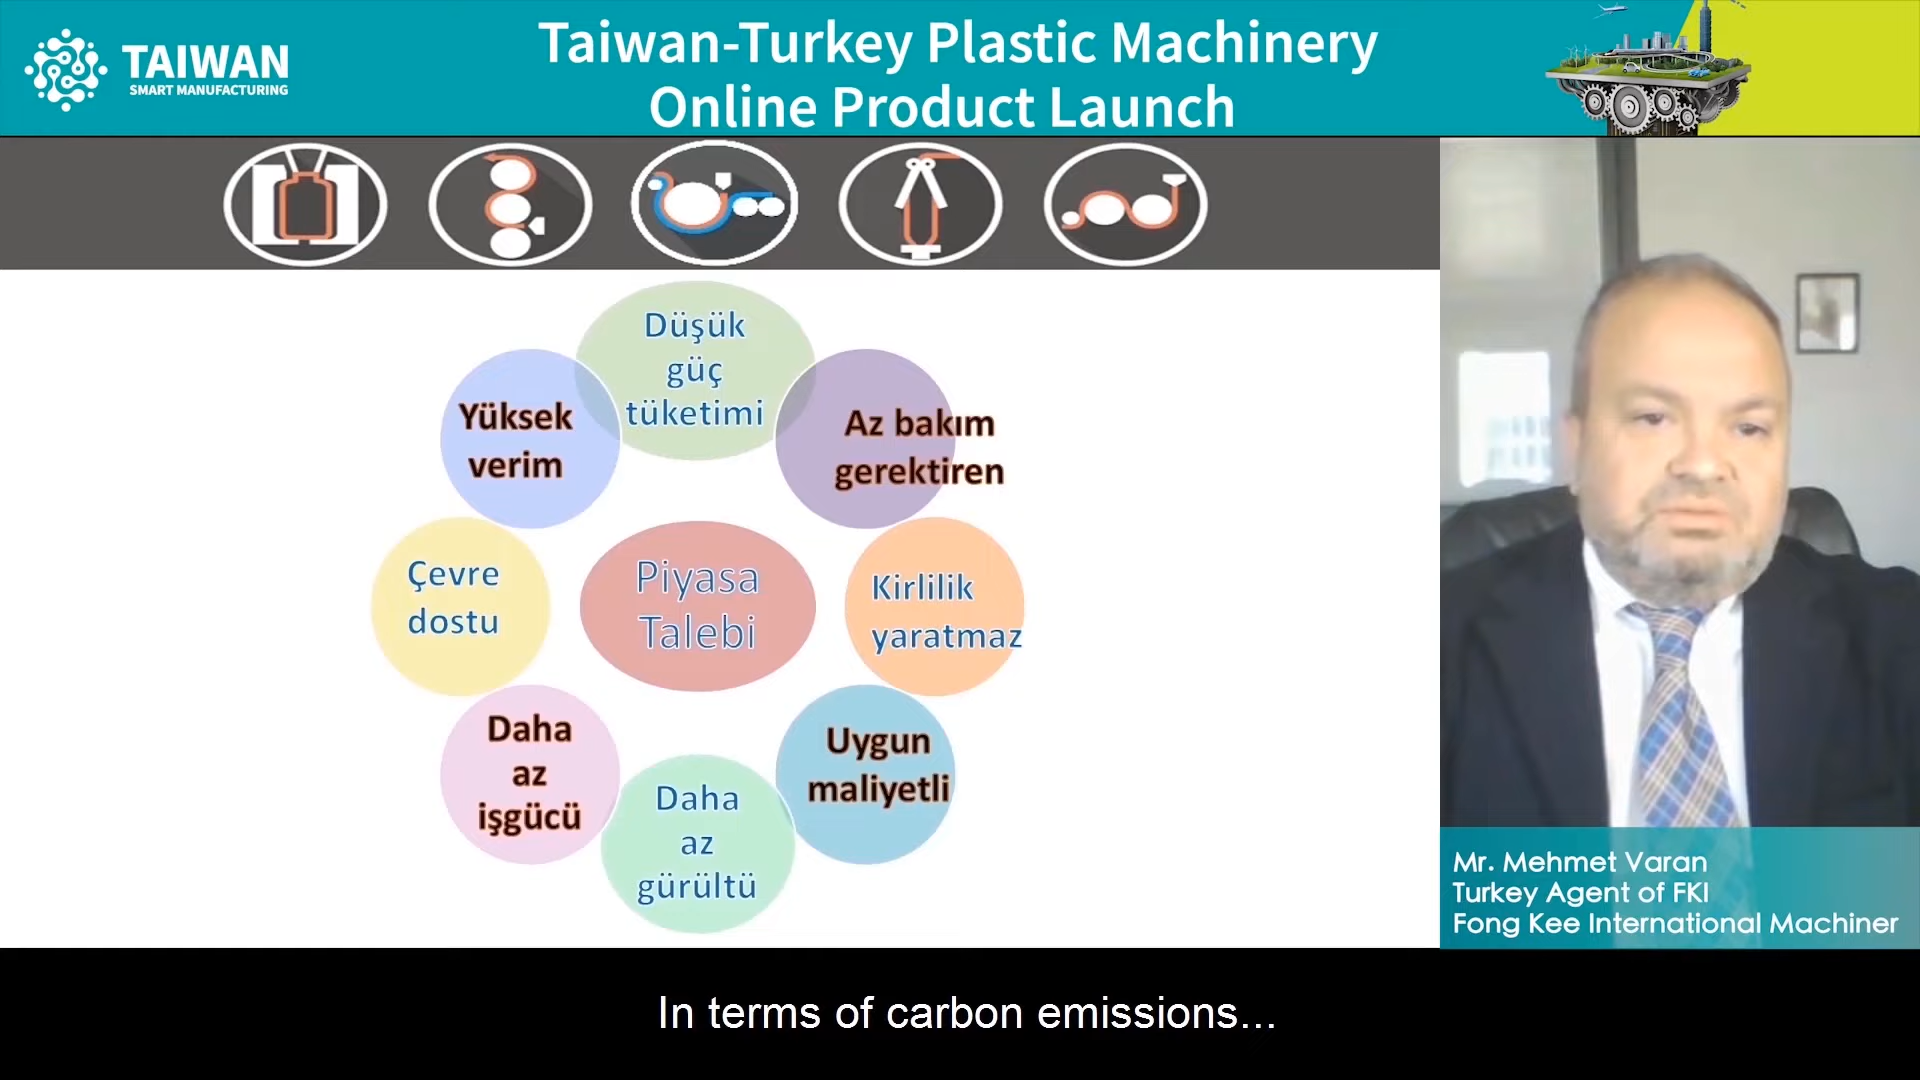 TAIWAN
SMART MANUFACTURING
Taiwan-Turkey Plastic Machinery
Online Product Launch
Düşük
güç
tüketimi
Yüksek
verim
Az bakım
gerektiren
Çevre
dostu
Piyasa
Talebi
Kirlilik
yaratmaz
Daha
az
işgücü
Daha
az
gürültü
Uygun
maliyetli
Mr. Mehmet Varan
Turkey Agent of FKI
Fong Kee International Machiner
In terms of carbon emissions...